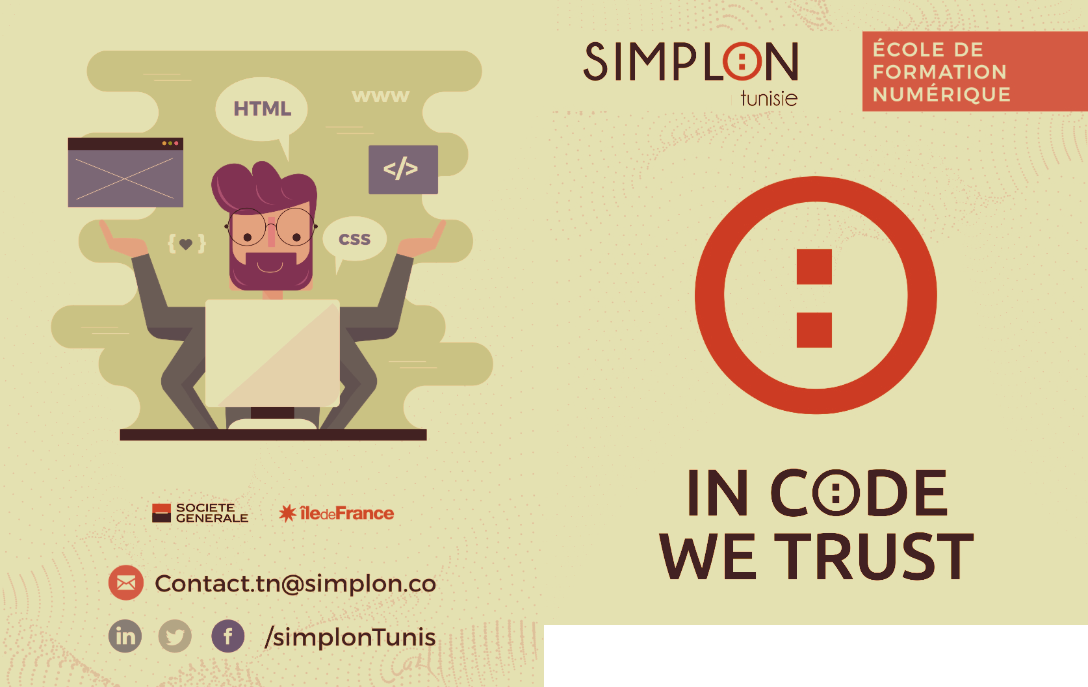 HTML
www
</>
{ }
css
SOCIETE
GENERALE
îledeFrance
Contact.tn@simplon.co
in
f
/simplonTunis
SIMPLON
tunisie
ÉCOLE DE
FORMATION
NUMÉRIQUE
:
IN CODE
WE TRUST